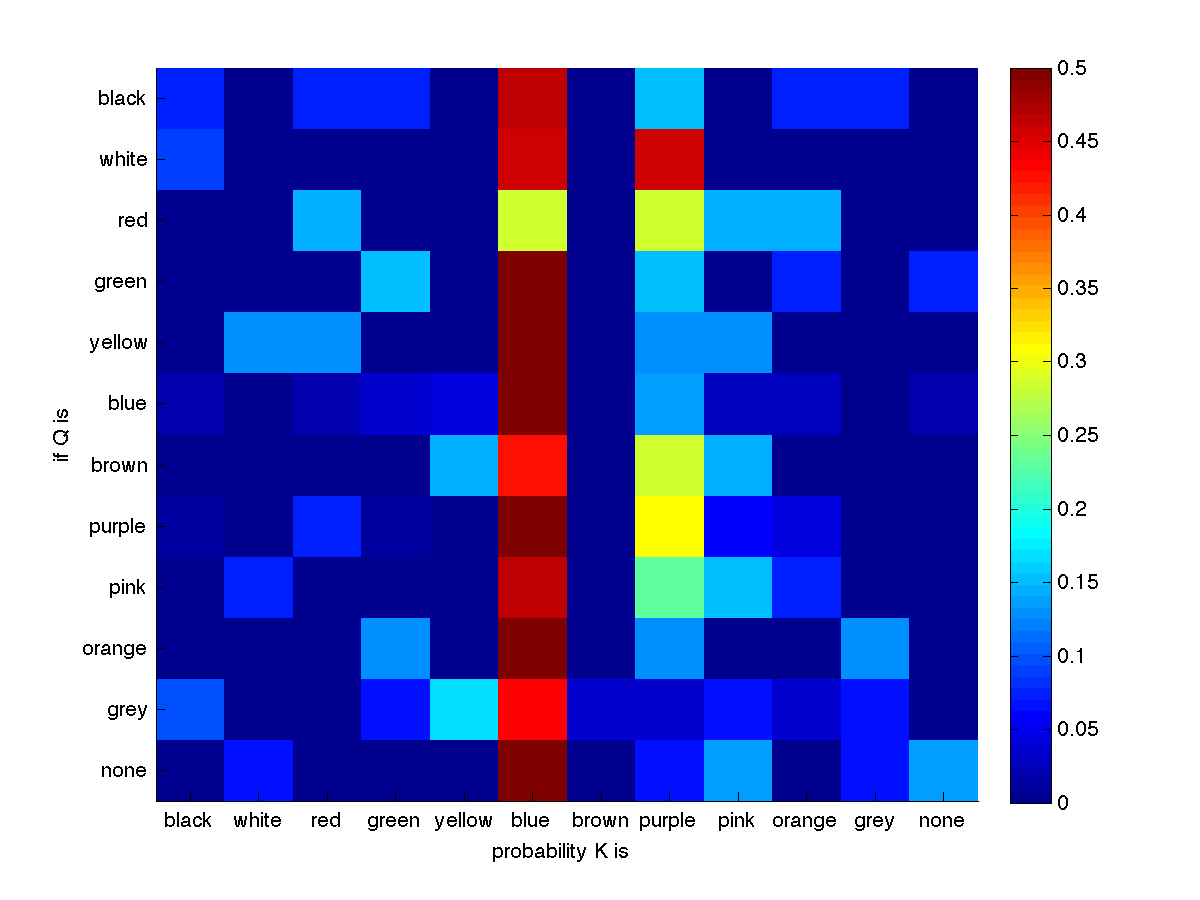 black
white
red
green
yellow
blue
brown
purple
pink
orange
grey
none
if Q is
black white red green yellow blue brown purple pink orange grey none
probability K is
0.5
0.45
0.4
0.35
0.3
0.25
0.2
0.15
0.1
0.05
0